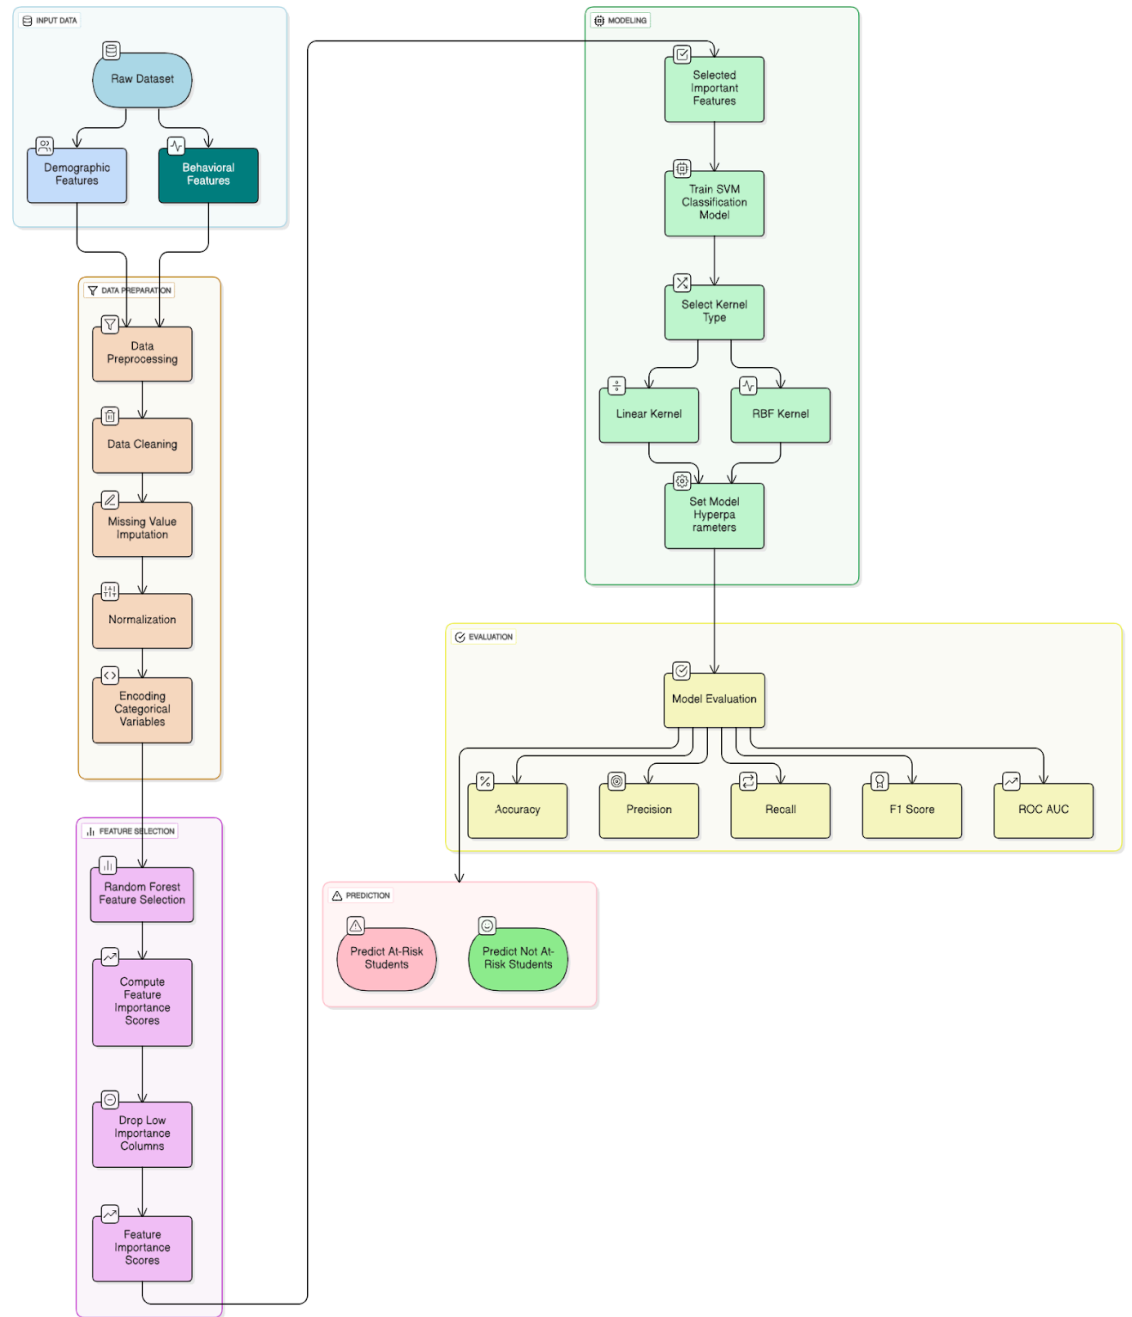 INPUT DATA
Raw Dataset
Demographic
Features
Behavioral
Features
DATA PREPARATION
Data
Preprocessing
Data Cleaning
Missing Value
Imputation
Normalization
Encoding
Categorical
Variables
FEATURE SELECTION
Random Forest
Feature Selection
Compute
Feature
Importance
Scores
Drop Low
Importance
Columns
Feature
Importance
Scores
MODELING
Selected
Important
Features
Train SVM
Classification
Model
Select Kernel
Type
Linear Kernel
RBF Kernel
Set Model
Hyperpa
rameters
EVALUATION
Model Evaluation
Accuracy
Precision
Recall
F1 Score
ROC AUC
PREDICTION
Predict At-Risk
Students
Predict Not At-
Risk Students